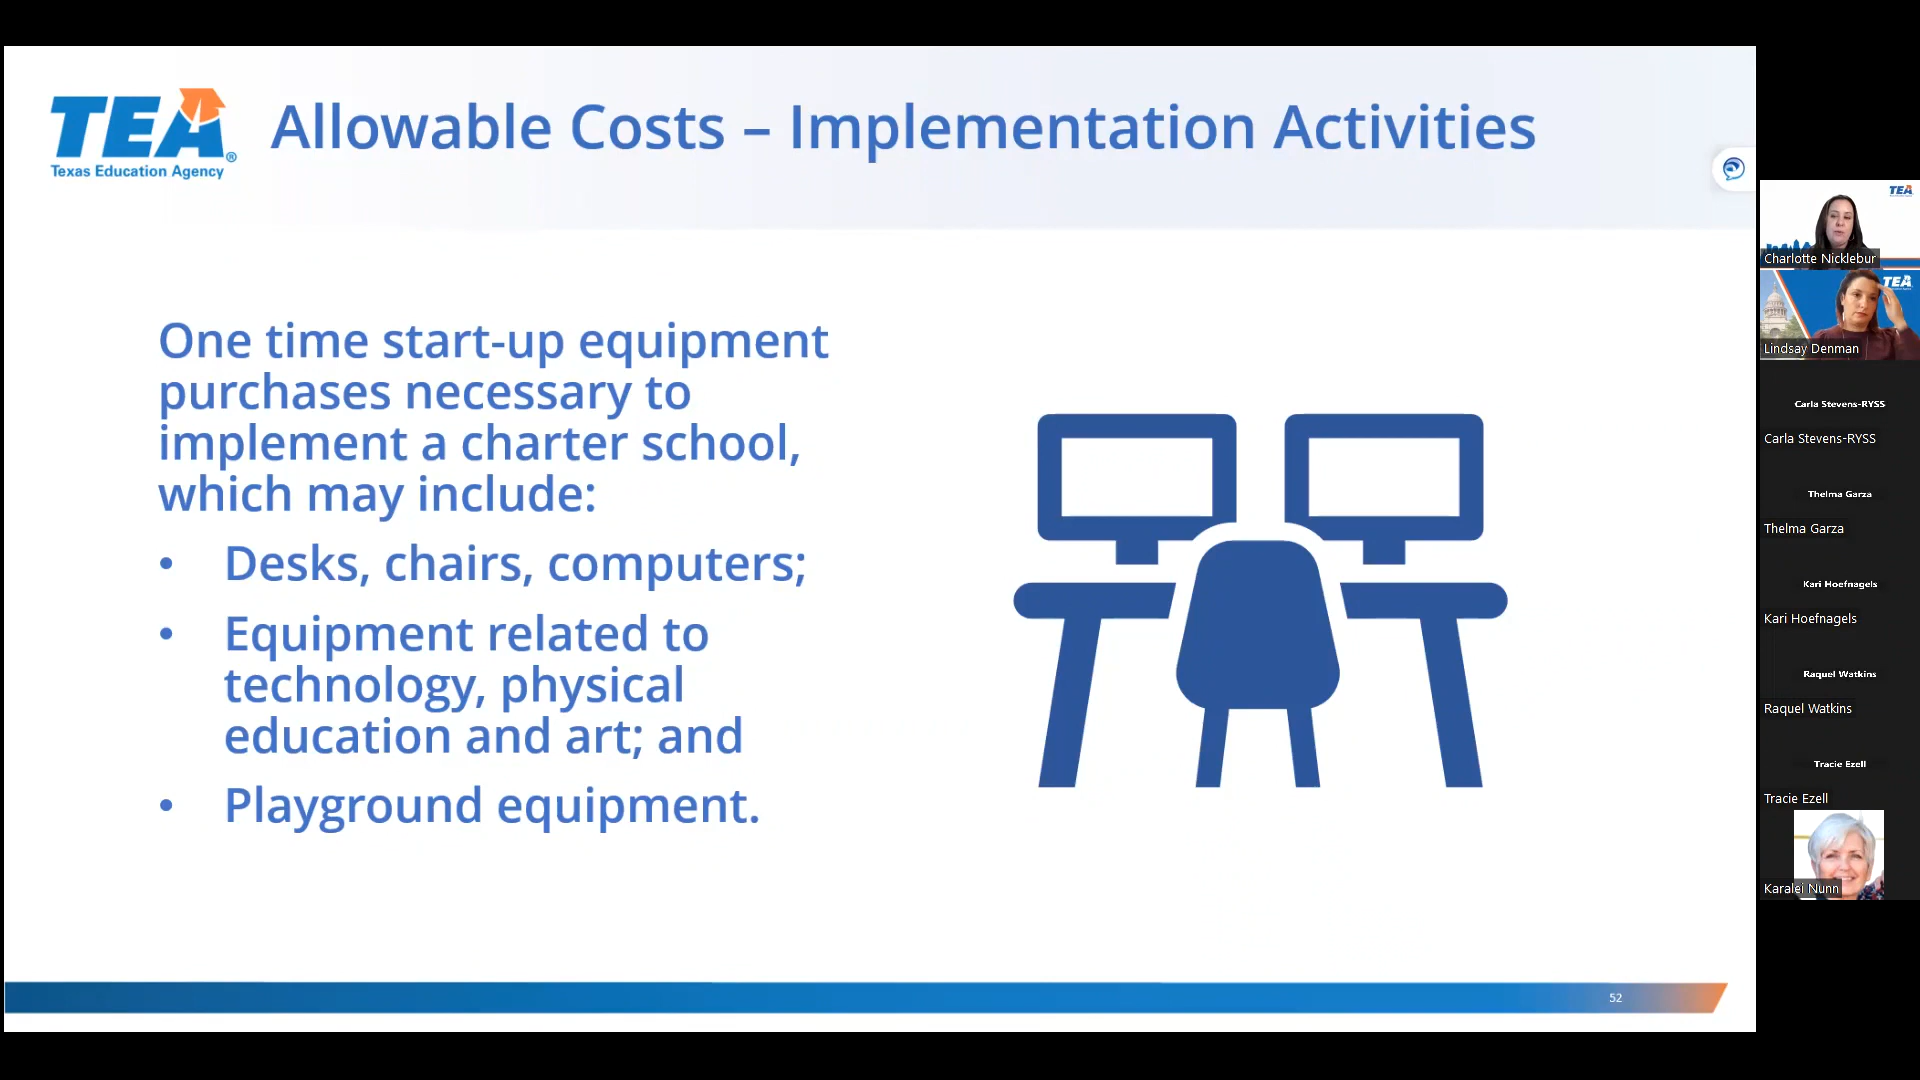 TEA®
Texas Education Agency
Allowable Costs – Implementation Activities
One time start-up equipment
purchases necessary to
implement a charter school,
which may include:
• Desks, chairs, computers;
• Equipment related to
technology, physical
education and art; and
• Playground equipment.
52
TEA
Charlotte Nicklebur
TEA
Lindsay Denman
Carla Stevens-RYSS
Carla Stevens-RYSS
Thelma Garza
Thelma Garza
Kari Hoefnagels
Kari Hoefnagels
Raquel Watkins
Raquel Watkins
Tracie Ezell
Tracie Ezell
Karalei Nunn